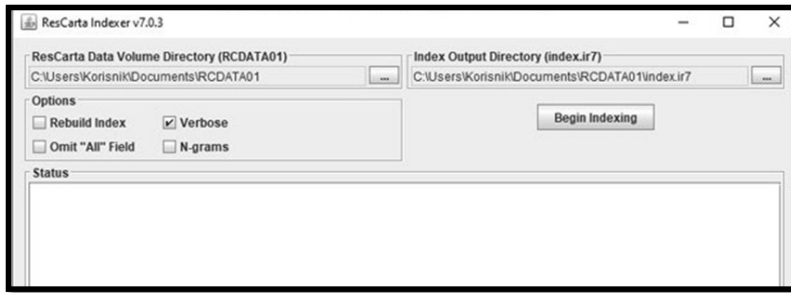 ResCarta Indexer v7.0.3
ResCarta Data Volume Directory (RCDATA01)
Index Output Directory (index.ir7)
C:\Users\Korisnik\Documents\RCDATA01
...
C:\Users\Korisnik\Documents\RCDATA01\index.ir7
...
Options
Rebuild Index
Verbose
Begin Indexing
Omit "All" Field
N-grams
Status